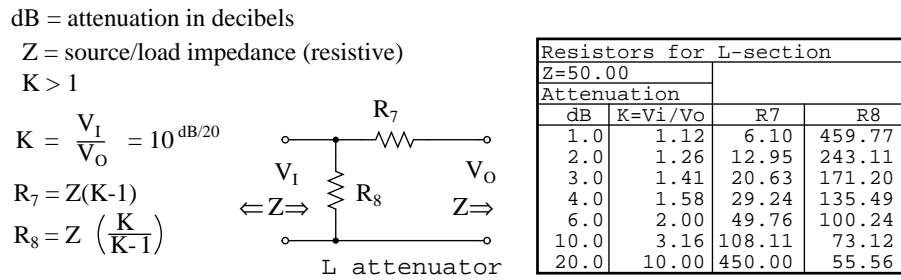 dB = attenuation in decibels
Z = source/load impedance (resistive)
K > 1
K = V_I / V_O = 10^{dB/20}
R_7 = Z(K-1)
R_8 = Z (K / K-1)
R_7
V_I
R_8
V_O
⇐Z⇒
Z⇒
L attenuator
Resistors for L-section
Z=50.00
Attenuation
dB K=Vi/Vo R7 R8
1.0 1.12 6.10 459.77
2.0 1.26 12.95 243.11
3.0 1.41 20.63 171.20
4.0 1.58 29.24 135.49
6.0 2.00 49.76 100.24
10.0 3.16 108.11 73.12
20.0 10.00 450.00 55.56